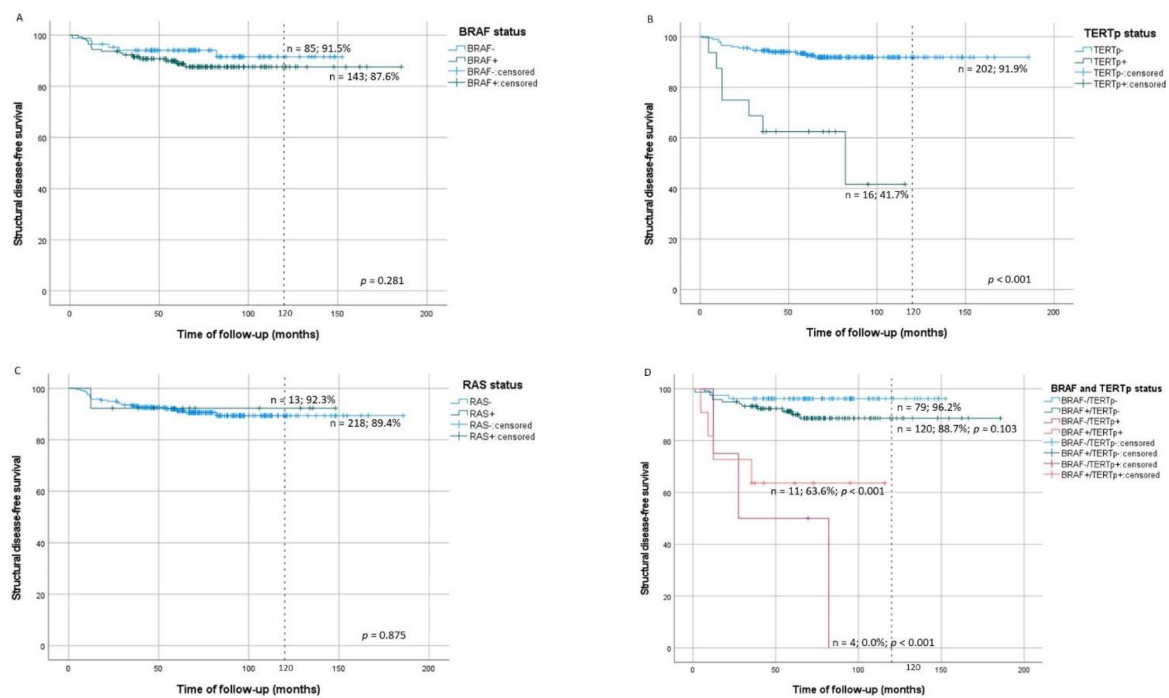 A
BRAF status
BRAF-
BRAF+
BRAF-:censored
BRAF+:censored
n = 85; 91.5%
n = 143; 87.6%
p = 0.281
Structural disease-free survival
100
80
60
40
20
0
0 50 100 120 150 200
Time of follow-up (months)
B
TERTp status
TERTp-
TERTp+
TERTp-:censored
TERTp+:censored
n = 202; 91.9%
n = 16; 41.7%
p < 0.001
Structural disease-free survival
100
80
60
40
20
0
0 50 100 120 150 200
Time of follow-up (months)
C
RAS status
RAS-
RAS+
RAS-:censored
RAS+:censored
n = 13; 92.3%
n = 218; 89.4%
p = 0.875
Structural disease-free survival
100
80
60
40
20
0
0 50 100 120 150 200
Time of follow-up (months)
D
BRAF and TERTp status
BRAF-/TERTp-
BRAF+/TERTp-
BRAF-/TERTp+
BRAF+/TERTp+
BRAF-/TERTp-:censored
BRAF+/TERTp-:censored
BRAF-/TERTp+:censored
BRAF+/TERTp+:censored
n = 79; 96.2%
n = 120; 88.7%; p = 0.103
n = 11; 63.6%; p < 0.001
n = 4; 0.0%; p < 0.001
Structural disease-free survival
100
80
60
40
20
0
0 50 100 120 150 200
Time of follow-up (months)